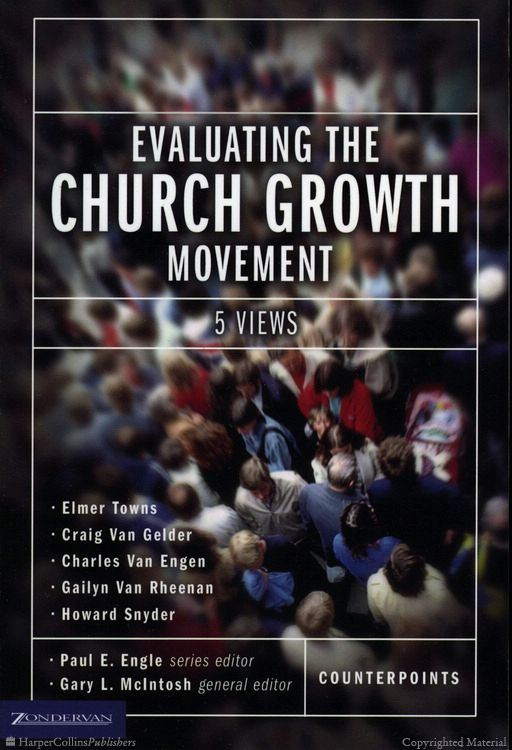 EVALUATING THE
CHURCH GROWTH
MOVEMENT
5 VIEWS
· Elmer Towns
· Craig Van Gelder
· Charles Van Engen
· Gailyn Van Rheenan
· Howard Snyder
· Paul E. Engle series editor
· Gary L. McIntosh general editor
COUNTERPOINTS
ZONDERVAN
HarperCollinsPublishers
Copyrighted Material